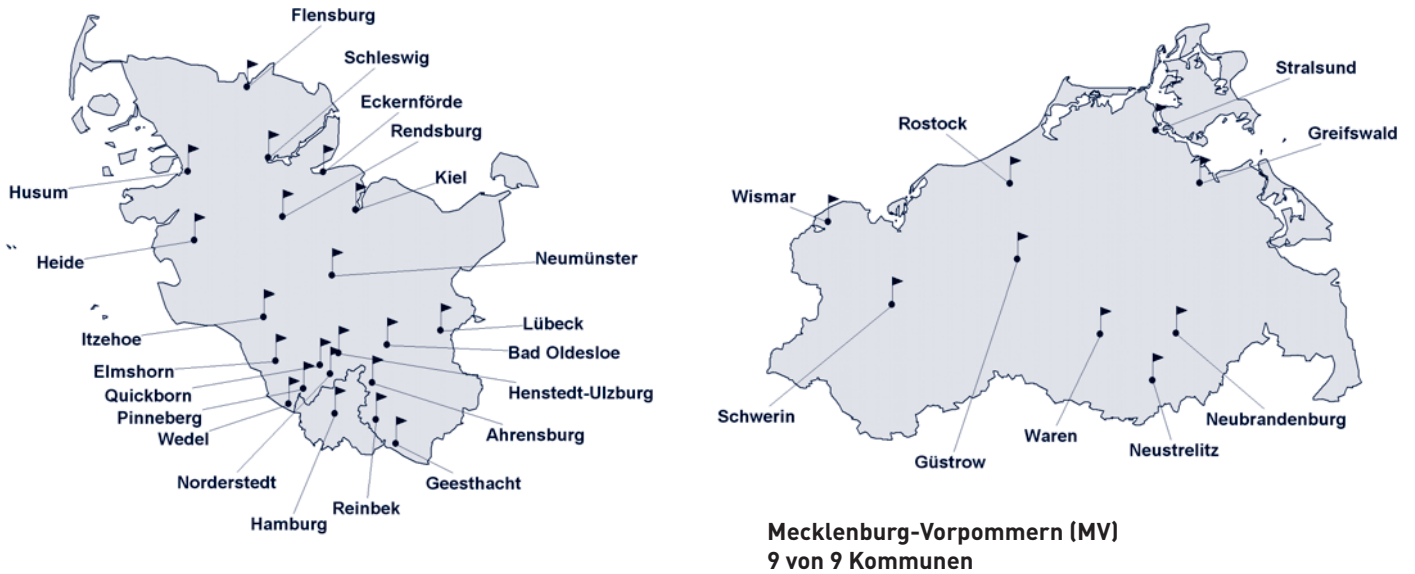 Flensburg
Schleswig
Eckernförde
Rendsburg
Kiel
Husum
Heide
Neumünster
Itzehoe
Lübeck
Bad Oldesloe
Elmshorn
Quickborn
Pinneberg
Wedel
Henstedt-Ulzburg
Ahrensburg
Norderstedt
Geesthacht
Reinbek
Hamburg
Stralsund
Rostock
Greifswald
Wismar
Schwerin
Neubrandenburg
Waren
Neustrelitz
Güstrow
Mecklenburg-Vorpommern (MV)
9 von 9 Kommunen